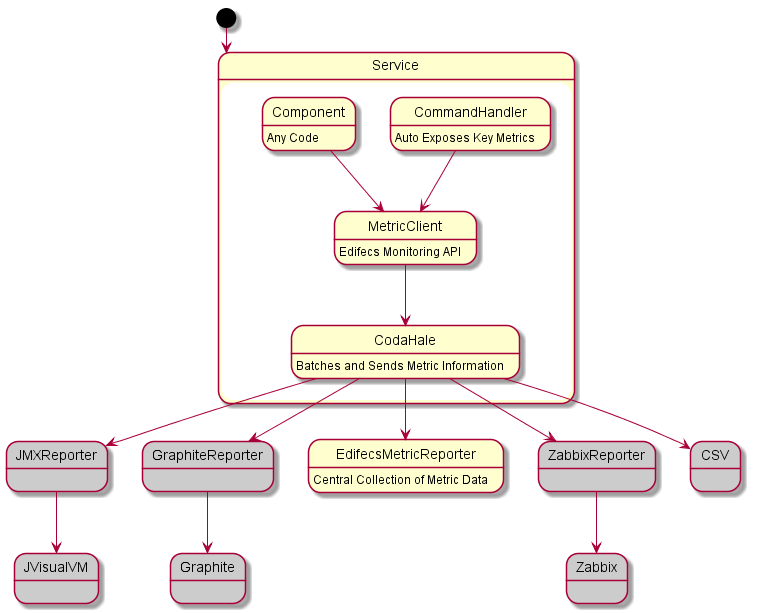 Service
Component
Any Code
CommandHandler
Auto Exposes Key Metrics
MetricClient
Edifecs Monitoring API
CodaHale
Batches and Sends Metric Information
JMXReporter
GraphiteReporter
EdifecsMetricReporter
Central Collection of Metric Data
ZabbixReporter
CSV
JVisualVM
Graphite
Zabbix